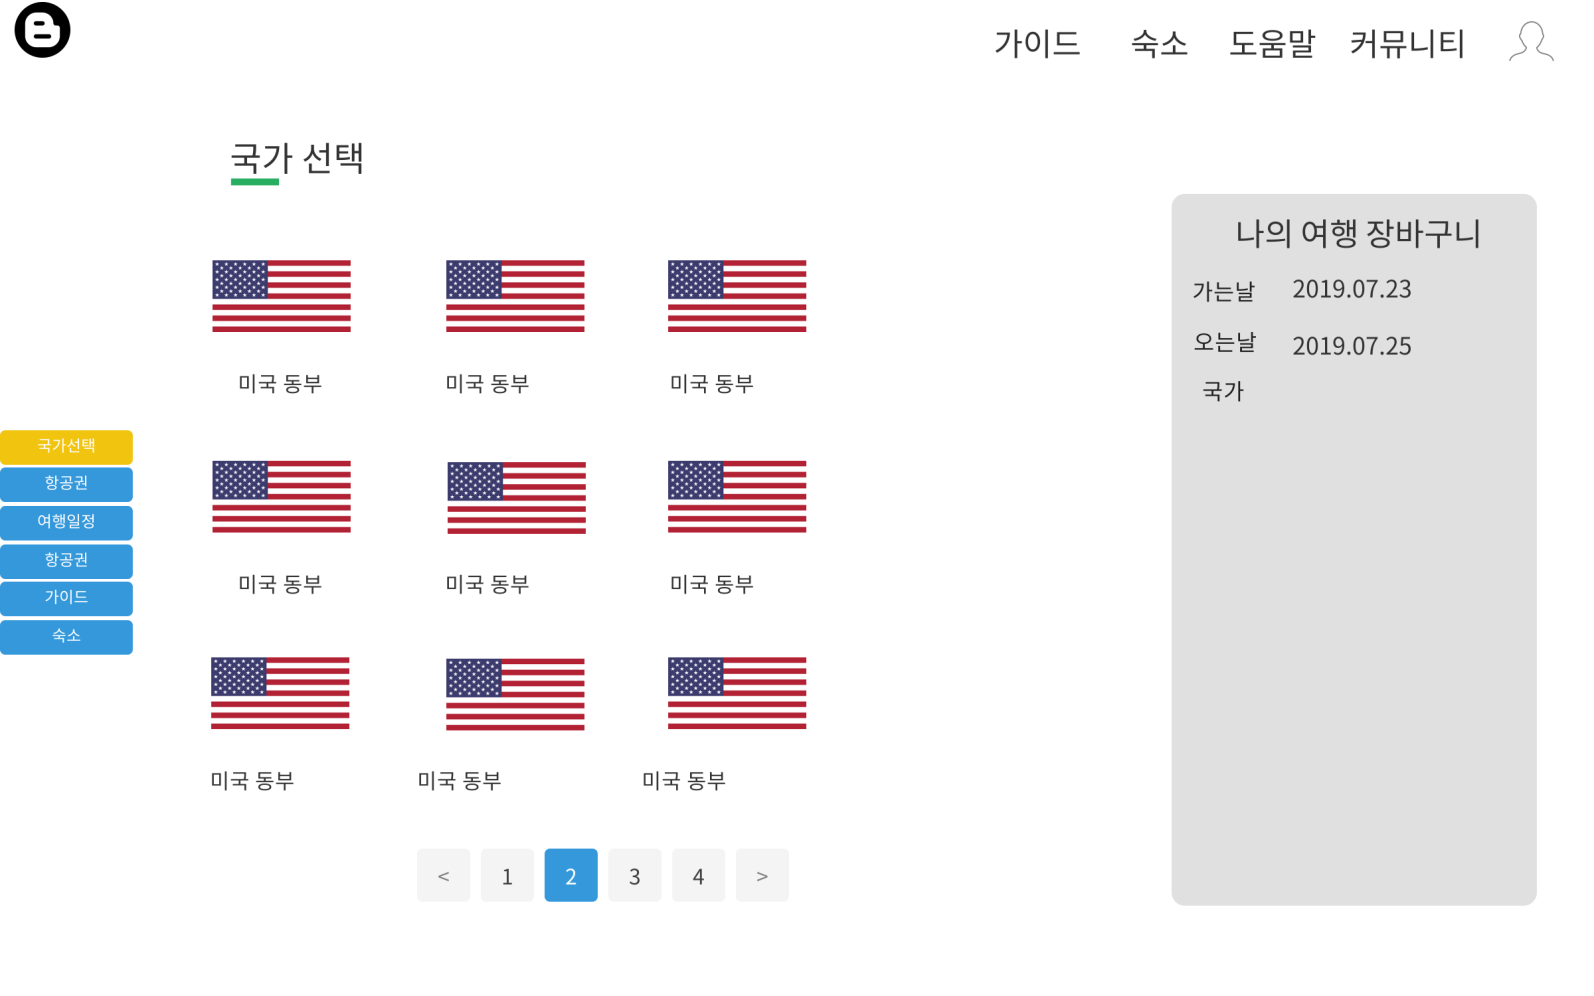 가이드 숙소 도움말 커뮤니티
국가 선택
미국 동부 미국 동부 미국 동부
미국 동부 미국 동부 미국 동부
미국 동부 미국 동부 미국 동부
< 1 2 3 4 >
국가선택
항공권
여행일정
항공권
가이드
숙소
나의 여행 장바구니
가는날 2019.07.23
오는날 2019.07.25
국가